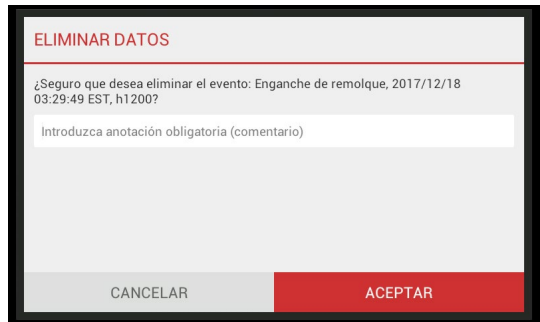 ELIMINAR DATOS
¿Seguro que desea eliminar el evento: Enganche de remolque, 2017/12/18
03:29:49 EST, h1200?
Introduzca anotación obligatoria (comentario)
CANCELAR
ACEPTAR